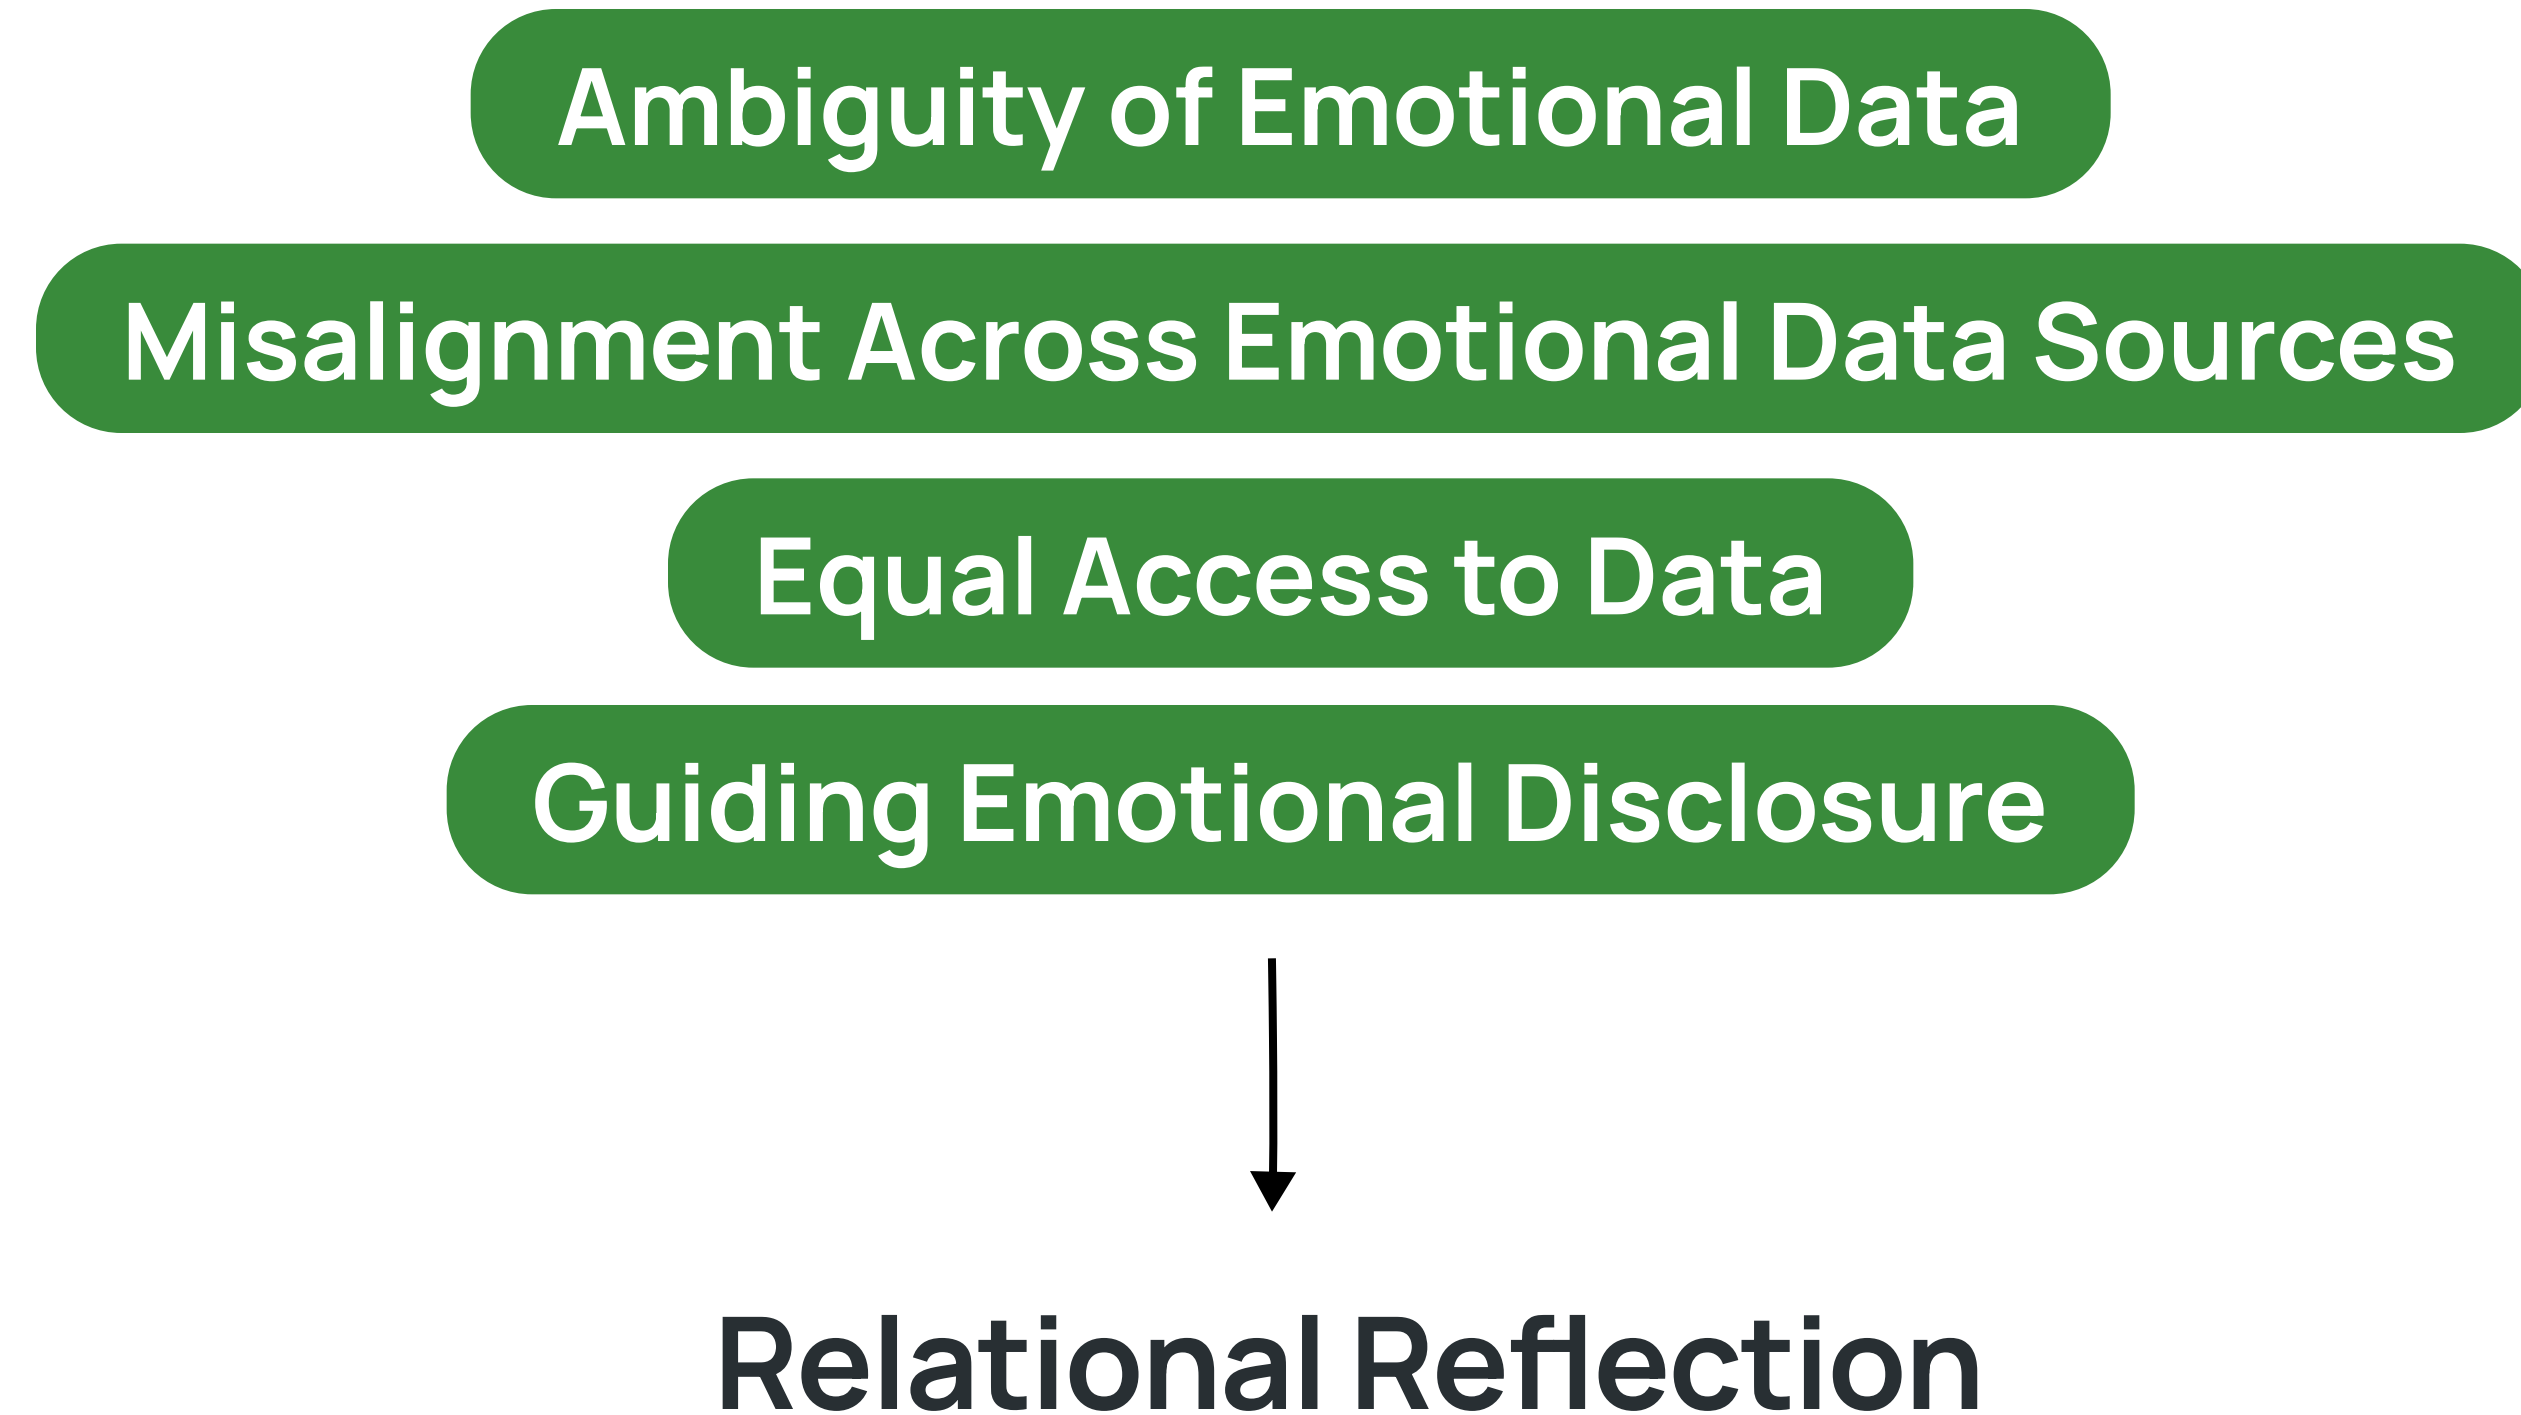 Ambiguity of Emotional Data
Misalignment Across Emotional Data Sources
Equal Access to Data
Guiding Emotional Disclosure
Relational Reflection